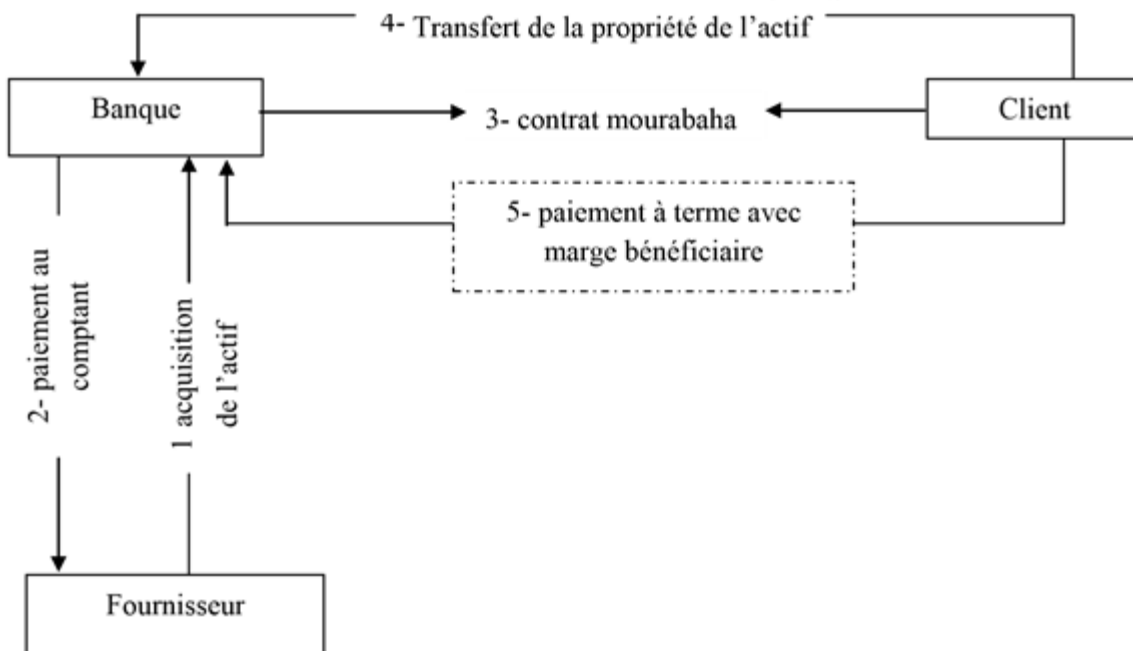 4- Transfert de la propriété de l’actif
Banque
3- contrat mourabaha
Client
5- paiement à terme avec
marge bénéficiaire
2- paiement au
comptant
1 acquisition
de l’actif
Fournisseur